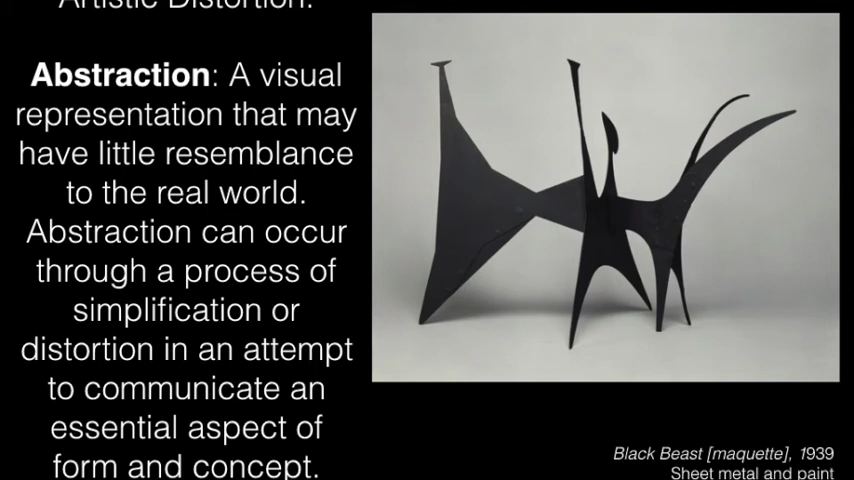 Artistic Distortion.
Abstraction: A visual
representation that may
have little resemblance
to the real world.
Abstraction can occur
through a process of
simplification or
distortion in an attempt
to communicate an
essential aspect of
form and concept.
Black Beast [maquette], 1939
Sheet metal and paint